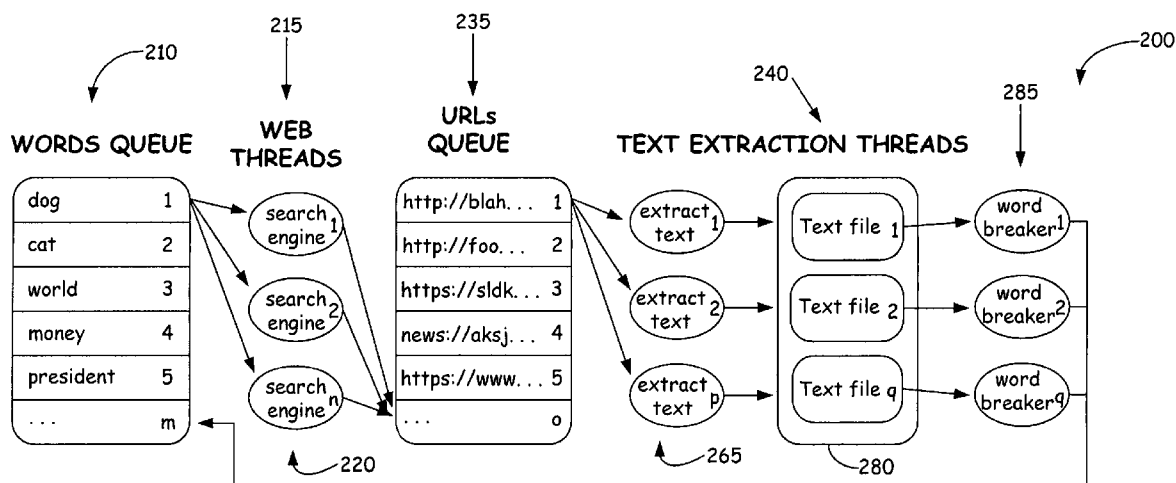 210
215
235
240
285
200
WORDS QUEUE
WEB
THREADS
URLs
QUEUE
TEXT EXTRACTION THREADS
dog 1
cat 2
world 3
money 4
president 5
... m
search
engine 1
search
engine 2
search
engine n
220
http://blah... 1
http://foo... 2
https://sldk... 3
news://aksj... 4
https://www... 5
... o
extract
text 1
extract
text 2
extract
text p
265
Text file 1
Text file 2
Text file q
280
word
breaker 1
word
breaker 2
word
breaker q